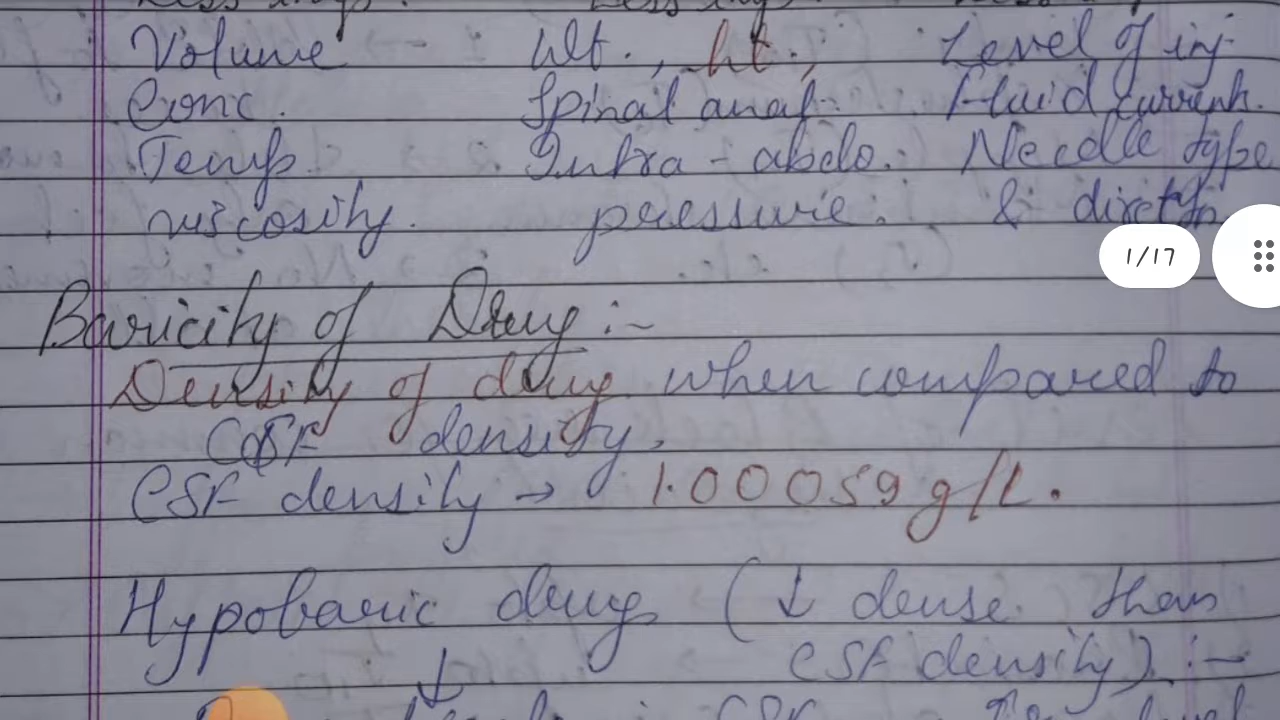 Volume Wt., ht., Level of inj.
Conc. Spinal anat. Fluid current.
Temp. Intra-abdo. Needle type
viscosity. pressure. & direct^n
1/17
Baricity of Drug :-
Density of drug when compared to
CSF density.
CSF density → 1.00059 g/L.
Hypobaric drug (↓ dense than
CSF density) :-
↓
CSF